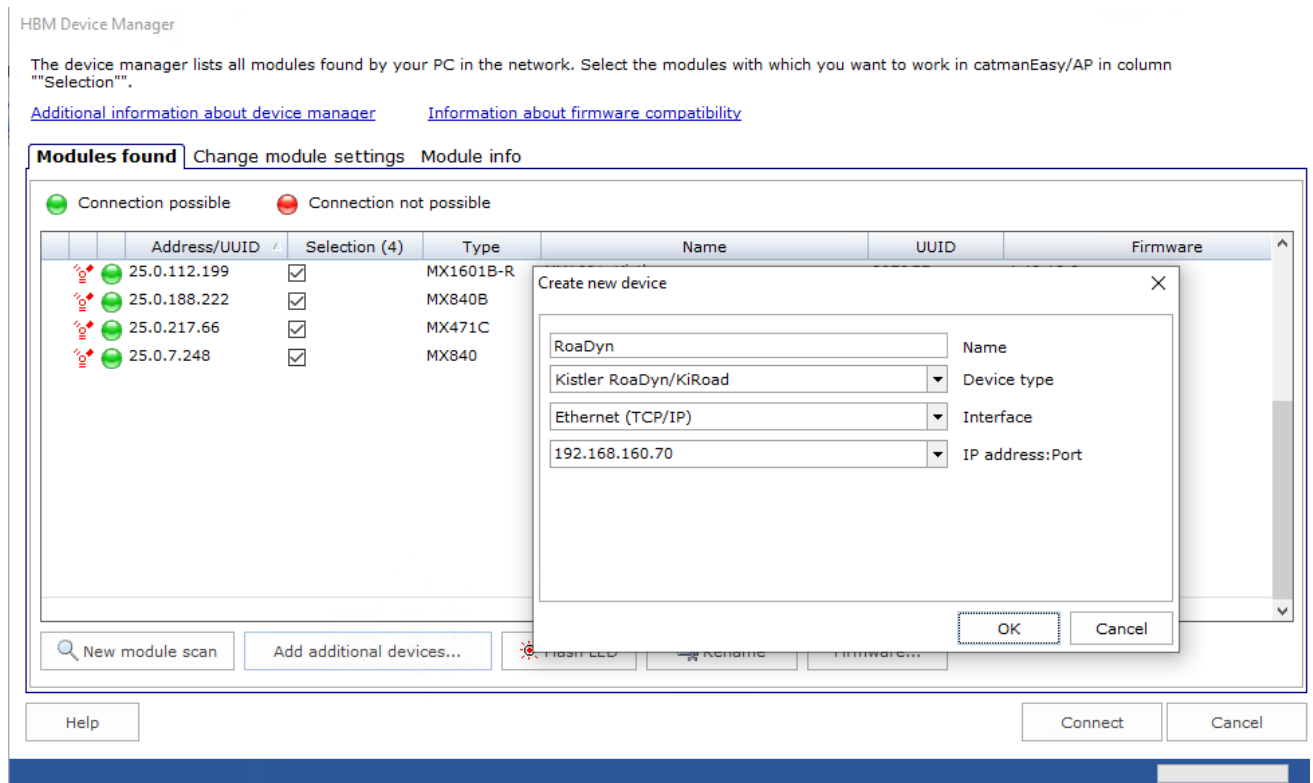 HBM Device Manager
The device manager lists all modules found by your PC in the network. Select the modules with which you want to work in catmanEasy/AP in column
""Selection"".
Additional information about device manager Information about firmware compatibility
Modules found Change module settings Module info
Connection possible Connection not possible
Address/UUID Selection (4) Type Name UUID Firmware
25.0.112.199 MX1601B-R
25.0.188.222 MX840B
25.0.217.66 MX471C
25.0.7.248 MX840
Create new device
RoaDyn Name
Kistler RoaDyn/KiRoad Device type
Ethernet (TCP/IP) Interface
192.168.160.70 IP address:Port
OK Cancel
New module scan Add additional devices... Flash LED Rename Firmware...
Help Connect Cancel